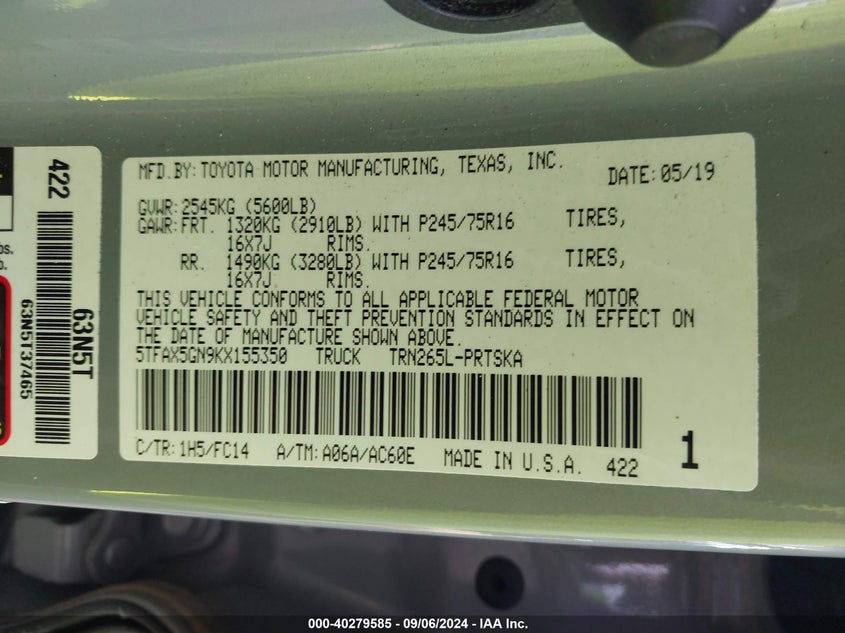 MFD.BY: TOYOTA MOTOR MANUFACTURING, TEXAS, INC.
DATE: 05/19
GVWR: 2545KG (5600LB)
GAWR: FRT. 1320KG (2910LB) WITH P245/75R16 TIRES,
16X7J RIMS.
RR. 1490KG (3280LB) WITH P245/75R16 TIRES,
16X7J RIMS.
THIS VEHICLE CONFORMS TO ALL APPLICABLE FEDERAL MOTOR
VEHICLE SAFETY AND THEFT PREVENTION STANDARDS IN EFFECT ON
THE DATE OF MANUFACTURE SHOWN ABOVE.
5TFAX5GN9KX155350 TRUCK TRN265L-PRTSKA
C/TR: 1H5/FC14 A/TM: A06A/AC60E MADE IN U.S.A. 422
1
422
63N5T
63N5T37465
000-40279585 - 09/06/2024 - IAA Inc.